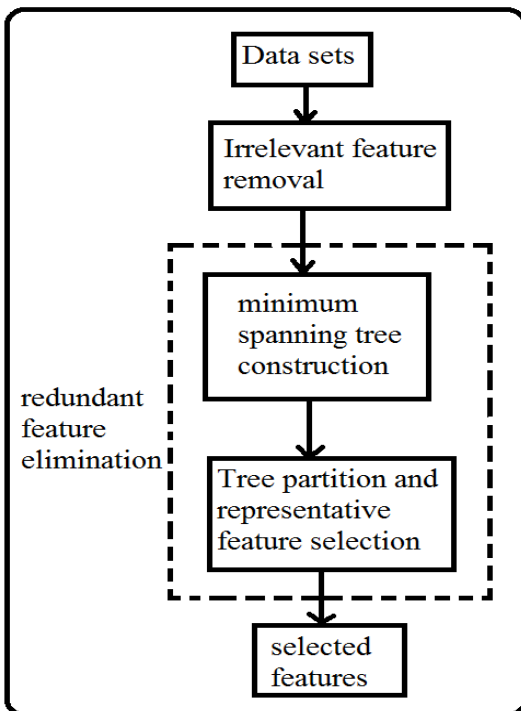 Data sets
Irrelevant feature
removal
minimum
spanning tree
construction
redundant
feature
elimination
Tree partition and
representative
feature selection
selected
features